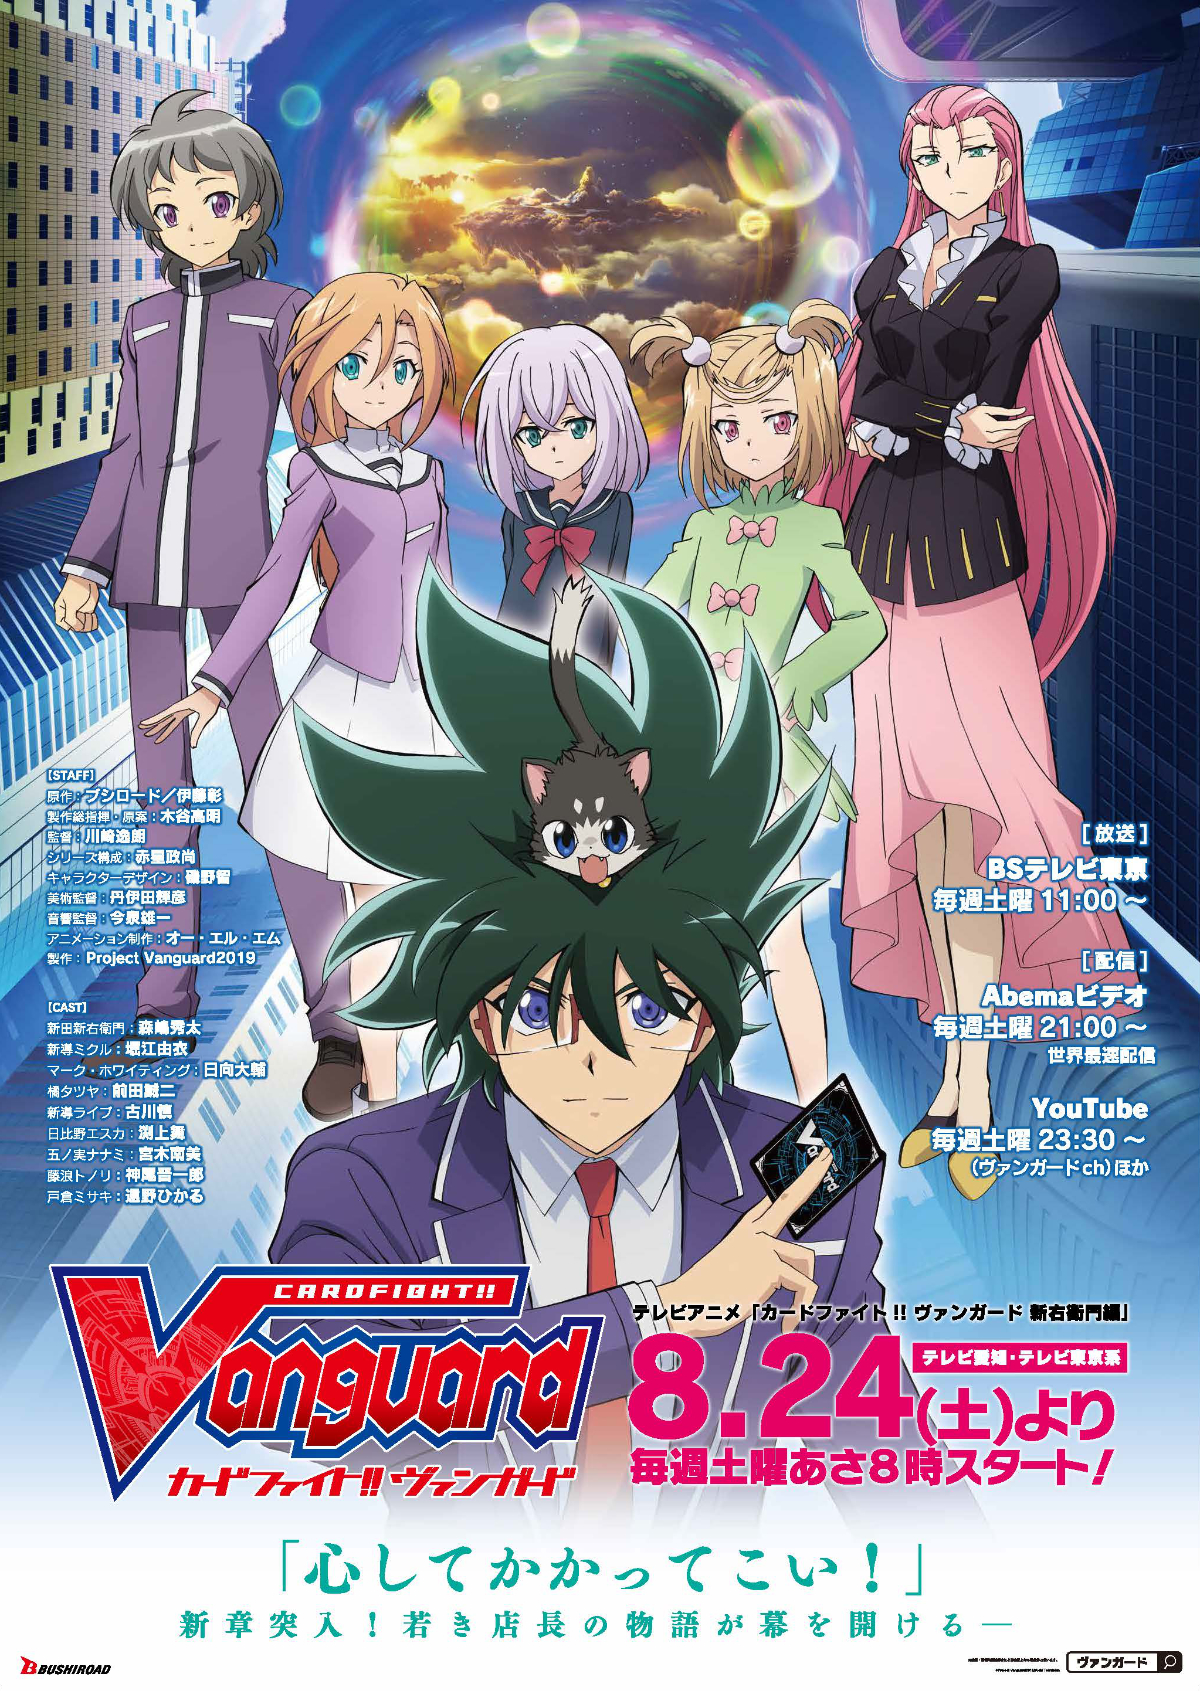 [STAFF]
原作：ブシロード／伊藤彰
製作総指揮・原案：木谷高明
監督：川崎逸朗
シリーズ構成：赤星政尚
キャラクターデザイン：磯野智
美術監督：丹伊田輝彦
音響監督：今泉雄一
アニメーション制作：オー・エル・エム
製作：Project Vanguard2019
[CAST]
新田新右衛門：森嶋秀太
新導ミクル：堀江由衣
マーク・ホワイティング：日向大輔
橘タツヤ：前田誠二
新導ライブ：古川慎
日比野エスカ：渕上舞
五ノ実ナナミ：宮木南美
藤浪トノリ：神尾晋一郎
戸倉ミサキ：遠野ひかる
[放送]
BSテレビ東京
毎週土曜 11:00 ～
[配信]
Abemaビデオ
毎週土曜 21:00 ～
世界最速配信
YouTube
毎週土曜 23:30 ～
(ヴァンガードch)ほか
CARDFIGHT!!
Vanguard
カードファイト!! ヴァンガード
テレビアニメ「カードファイト!! ヴァンガード 新右衛門編」
8.24(土)より
テレビ愛知・テレビ東京系
毎週土曜あさ8時スタート！
「心してかかってこい！」
新章突入！若き店長の物語が幕を開ける—
BUSHIROAD
ヴァンガード